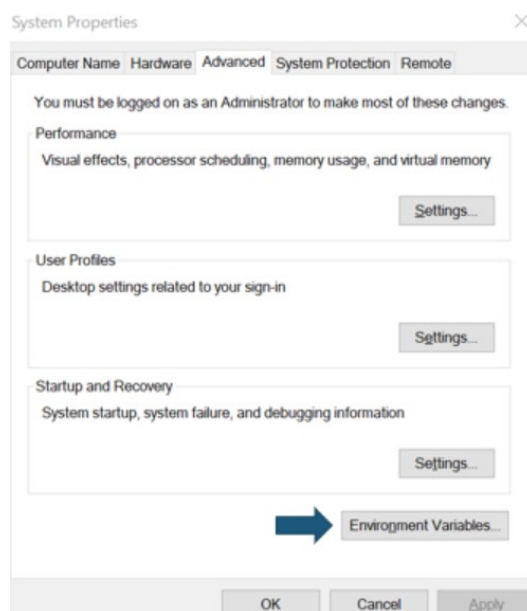 System Properties
Computer Name Hardware Advanced System Protection Remote
You must be logged on as an Administrator to make most of these changes.
Performance
Visual effects, processor scheduling, memory usage, and virtual memory
Settings...
User Profiles
Desktop settings related to your sign-in
Settings...
Startup and Recovery
System startup, system failure, and debugging information
Settings...
Environment Variables...
OK Cancel Apply